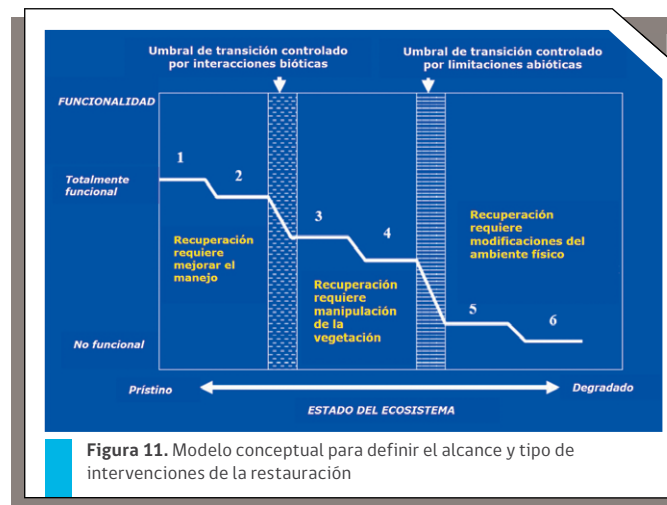 Umbral de transición controlado
por interacciones bióticas
Umbral de transición controlado
por limitaciones abióticas
FUNCIONALIDAD
1
Totalmente
funcional
2
3
4
Recuperación
requiere
mejorar el
manejo
Recuperación
requiere
manipulación
de la
vegetación
Recuperación
requiere
modificaciones del
ambiente físico
5
6
No funcional
Prístino
Degradado
ESTADO DEL ECOSISTEMA
Figura 11. Modelo conceptual para definir el alcance y tipo de
intervenciones de la restauración